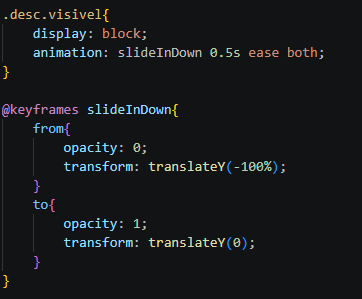 .desc.visivel{
    display: block;
    animation: slideInDown 0.5s ease both;
}

@keyframes slideInDown{
    from{
        opacity: 0;
        transform: translateY(-100%);
    }
    to{
        opacity: 1;
        transform: translateY(0);
    }
}